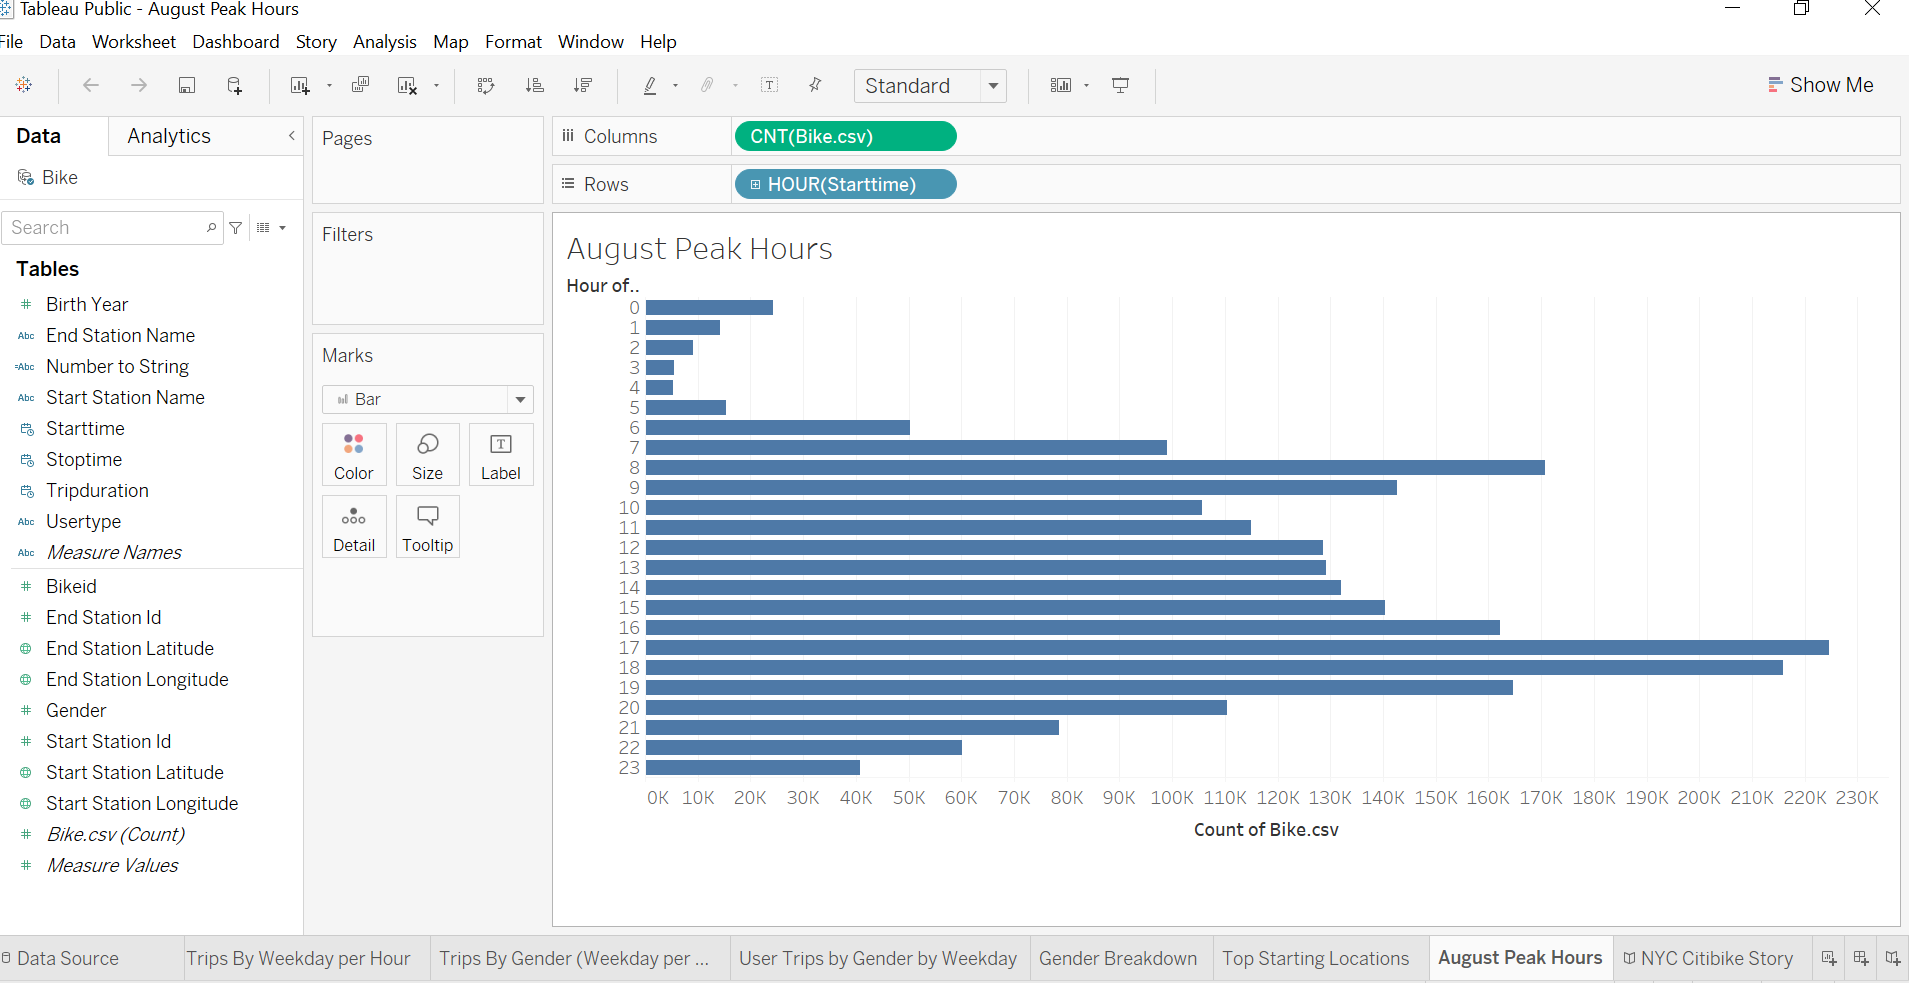 Tableau Public - August Peak Hours
File Data Worksheet Dashboard Story Analysis Map Format Window Help
Standard
Show Me
Data
Analytics
Bike
Search
Tables
# Birth Year
Abc End Station Name
=Abc Number to String
Abc Start Station Name
Starttime
Stoptime
Tripduration
Abc Usertype
Abc Measure Names
# Bikeid
# End Station Id
End Station Latitude
End Station Longitude
# Gender
# Start Station Id
Start Station Latitude
Start Station Longitude
# Bike.csv (Count)
# Measure Values
Pages
Filters
Marks
Bar
Color Size Label
Detail Tooltip
Columns CNT(Bike.csv)
Rows HOUR(Starttime)
August Peak Hours
Hour of..
0
1
2
3
4
5
6
7
8
9
10
11
12
13
14
15
16
17
18
19
20
21
22
23
0K 10K 20K 30K 40K 50K 60K 70K 80K 90K 100K 110K 120K 130K 140K 150K 160K 170K 180K 190K 200K 210K 220K 230K
Count of Bike.csv
Data Source Trips By Weekday per Hour Trips By Gender (Weekday per ... User Trips by Gender by Weekday Gender Breakdown Top Starting Locations August Peak Hours NYC Citibike Story